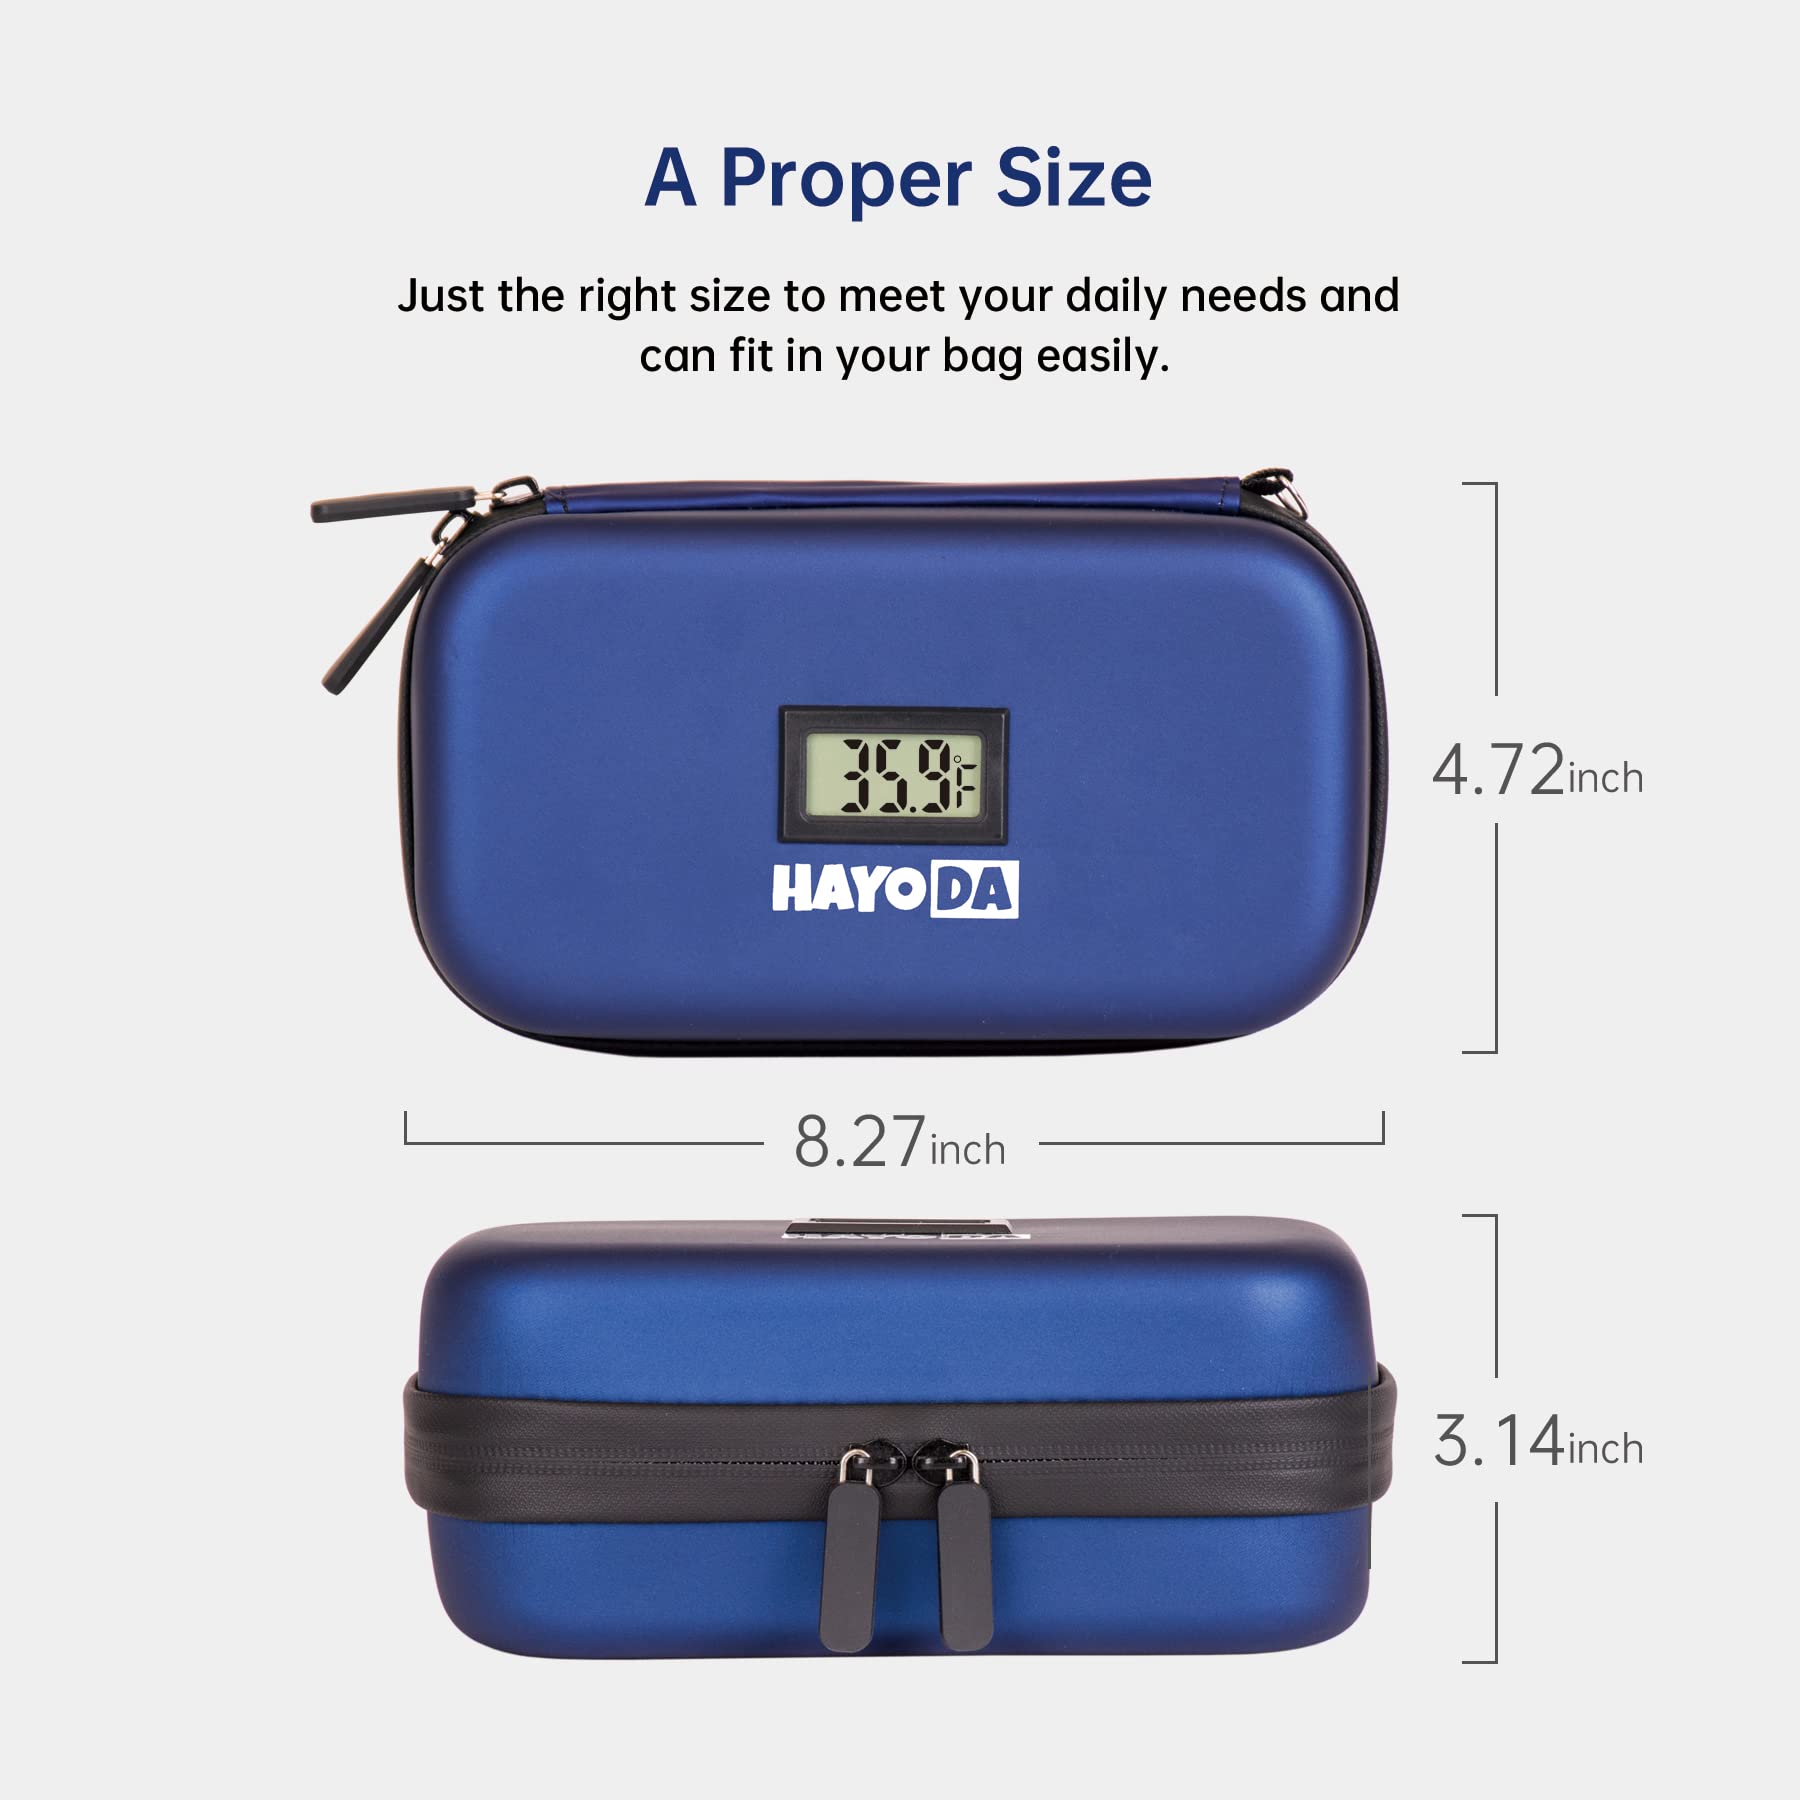 A Proper Size
Just the right size to meet your daily needs and
can fit in your bag easily.
35.9°F
HAYODA
4.72inch
8.27inch
HAYODA
3.14inch